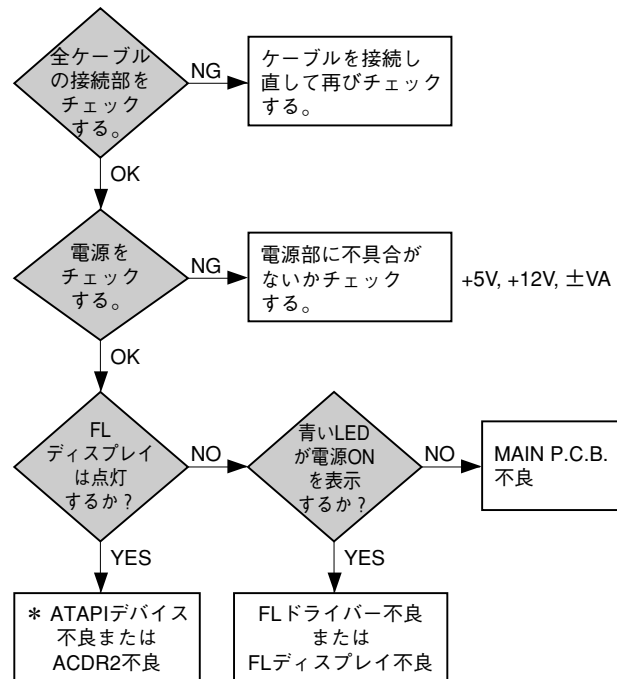 全ケーブル
の接続部を
チェック
する。
NG
ケーブルを接続し
直して再びチェック
する。
OK
電源を
チェック
する。
NG
電源部に不具合が
ないかチェック
する。
+5V, +12V, ±VA
OK
FL
ディスプレイ
は点灯
するか？
NO
青いLED
が電源ON
を表示
するか？
NO
MAIN P.C.B.
不良
YES
YES
＊ ATAPIデバイス
不良または
ACDR2不良
FLドライバー不良
または
FLディスプレイ不良